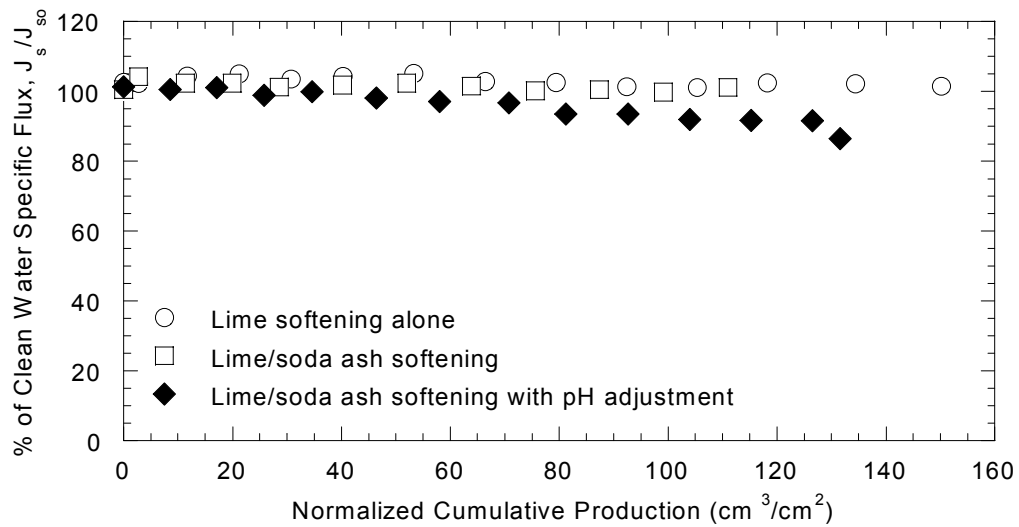 % of Clean Water Specific Flux, J s/J so
120
100
80
60
40
20
0
Lime softening alone
Lime/soda ash softening
Lime/soda ash softening with pH adjustment
0 20 40 60 80 100 120 140 160
Normalized Cumulative Production (cm 3/cm2)